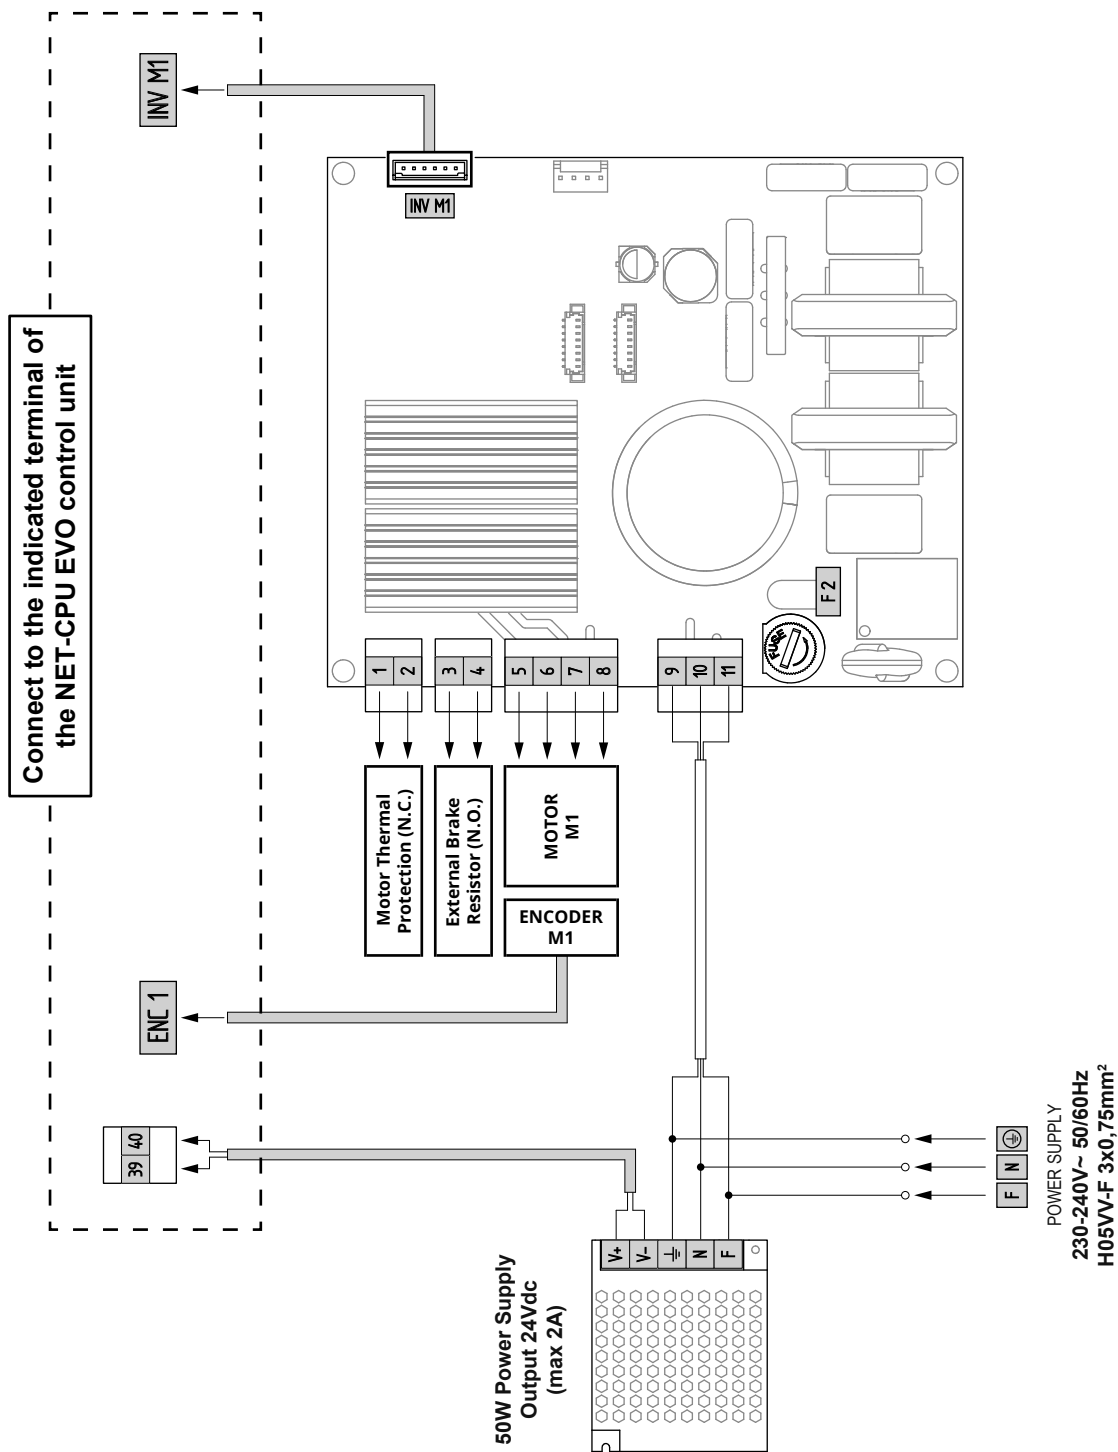 Connect to the indicated terminal of
the NET-CPU EVO control unit
INV M1
INV M1
ENC 1
39 40
FUSE
F 2
1
2
3
4
5
6
7
8
9
10
11
Motor Thermal
Protection (N.C.)
External Brake
Resistor (N.O.)
MOTOR
M1
ENCODER
M1
50W Power Supply
Output 24Vdc
(max 2A)
V+
V-
N
F
F N
POWER SUPPLY
230-240V~ 50/60Hz
H05VV-F 3x0,75mm²